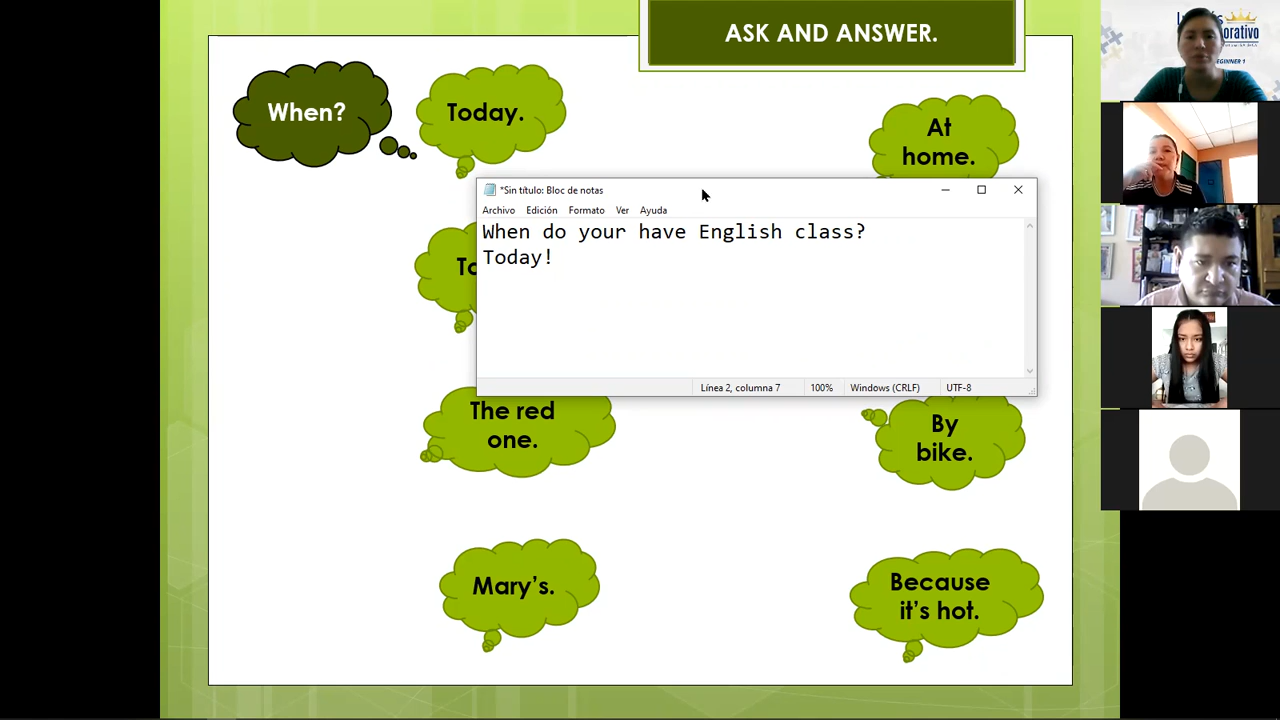 ASK AND ANSWER.
When?
Today.
At
home.
*Sin título: Bloc de notas
Archivo Edición Formato Ver Ayuda
When do your have English class?
Today!
Línea 2, columna 7 100% Windows (CRLF) UTF-8
The red
one.
By
bike.
Mary's.
Because
it's hot.